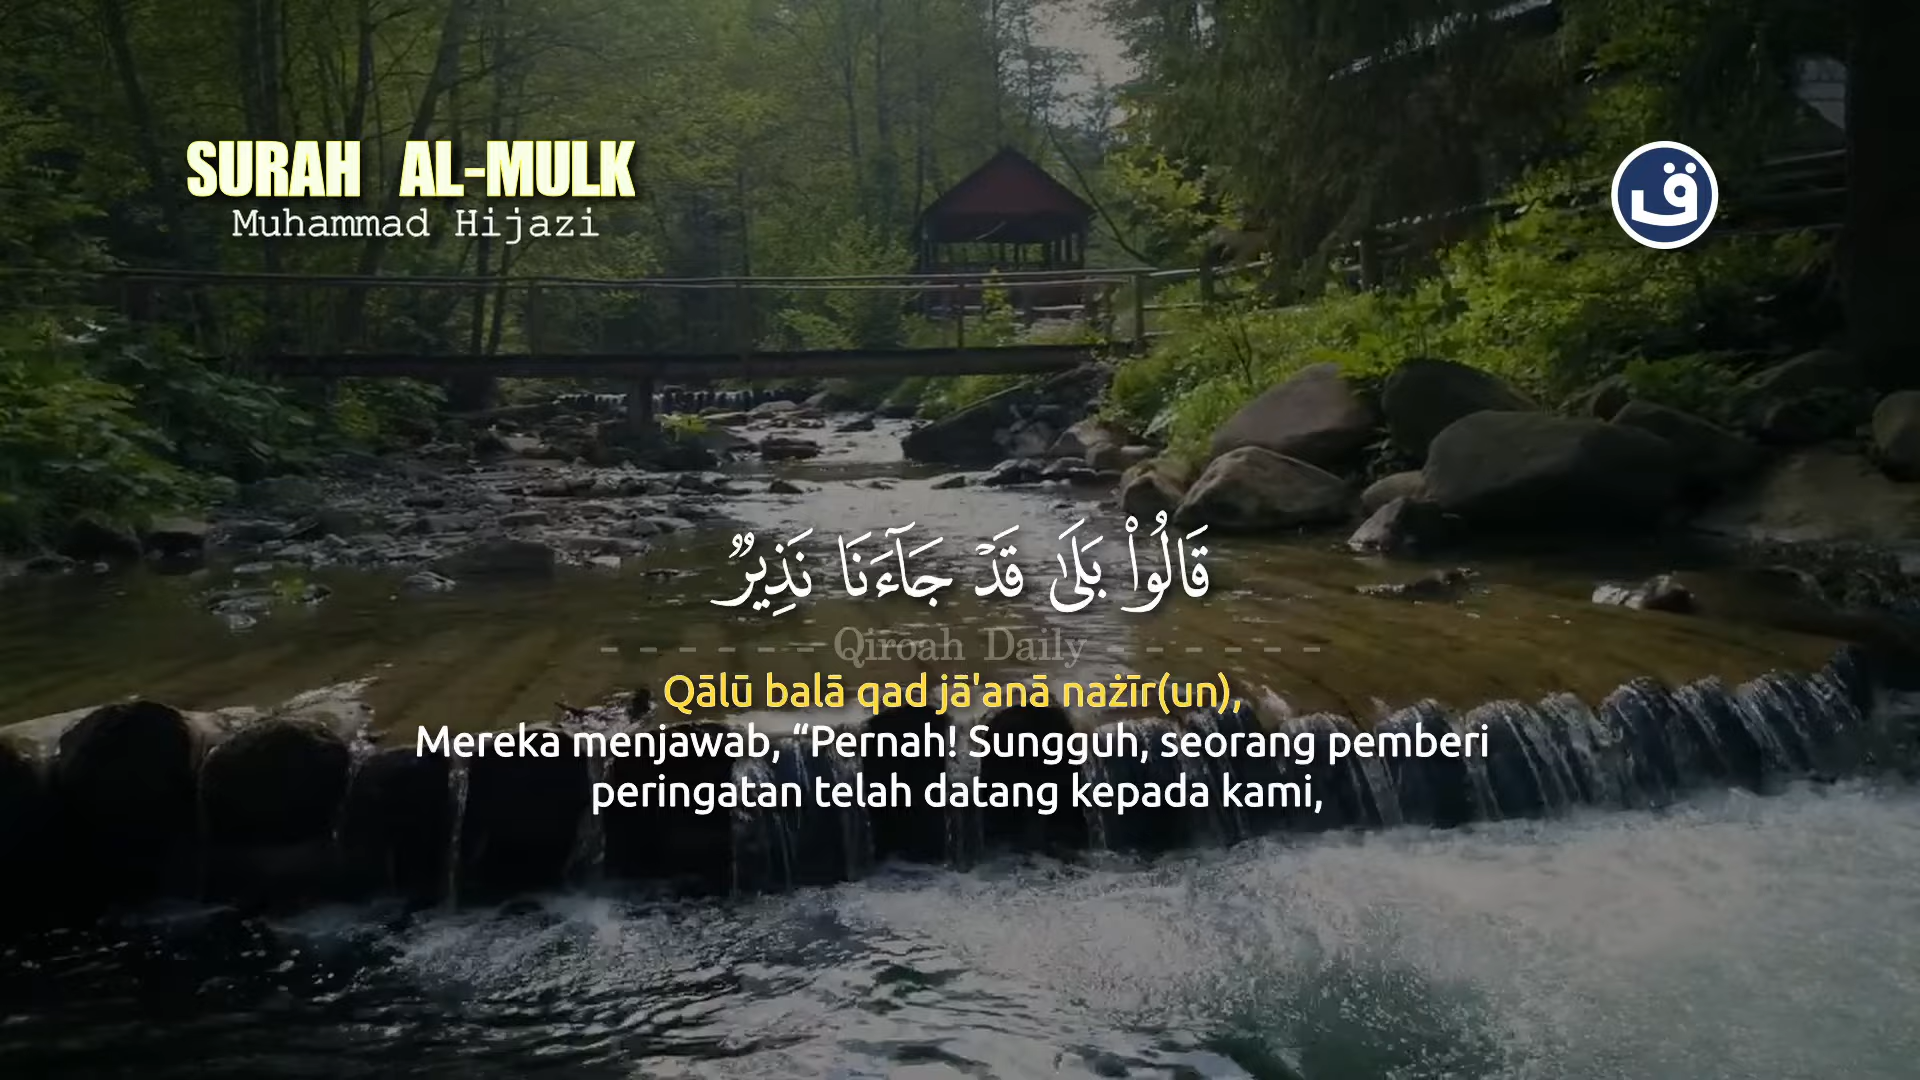 SURAH AL-MULK
Muhammad Hijazi
ق
قَالُوا۟ بَلَىٰ قَدْ جَآءَنَا نَذِيرٌ
- - - - - - Qiroah Daily - - - - - -
Qālū balā qad jā'anā nażīr(un),
Mereka menjawab, “Pernah! Sungguh, seorang pemberi
peringatan telah datang kepada kami,